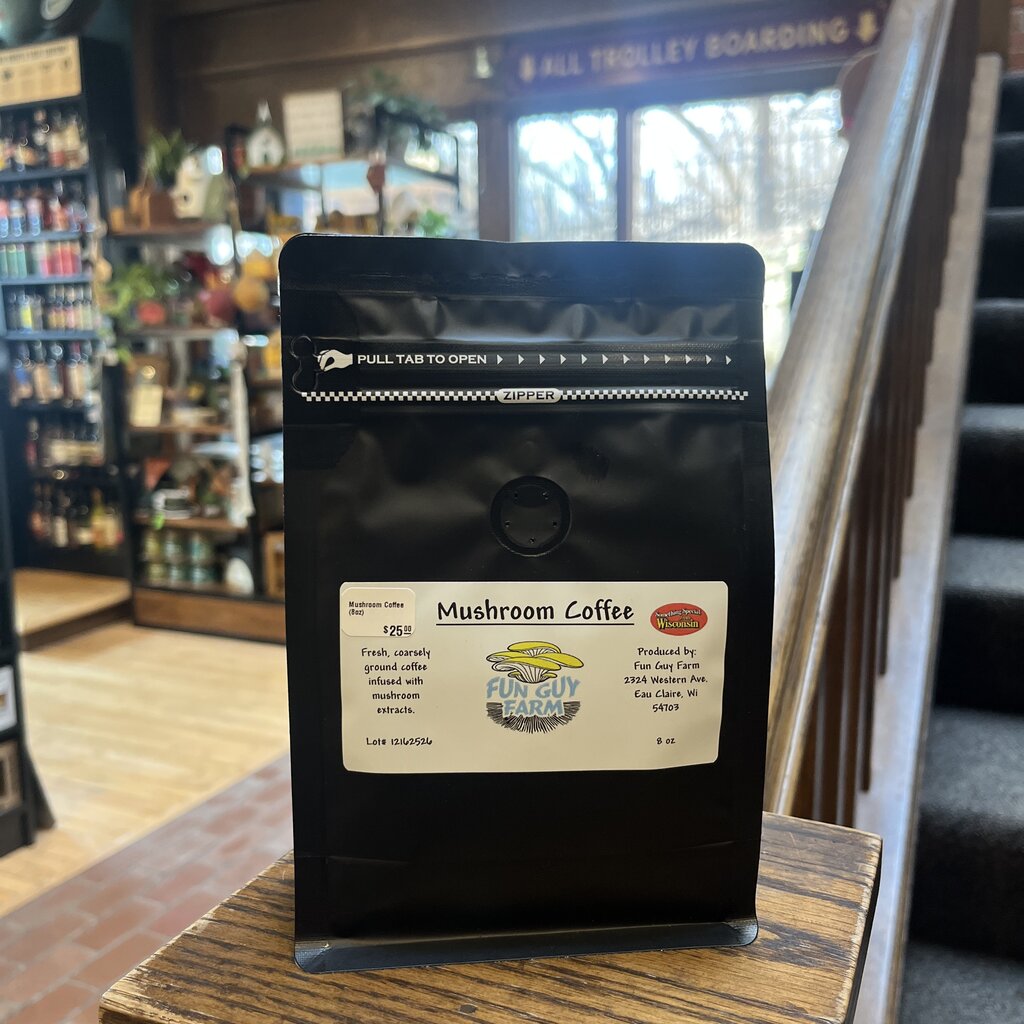 ALL TROLLEY BOARDING
PULL TAB TO OPEN
ZIPPER
Mushroom Coffee
(8oz)
$25.00
Mushroom Coffee
Something Special
Wisconsin
Fresh, coarsely
ground coffee
infused with
mushroom
extracts.
Lot# 12162526
FUN GUY
FARM
Produced by:
Fun Guy Farm
2324 Western Ave.
Eau Claire, Wi
54703
8 oz